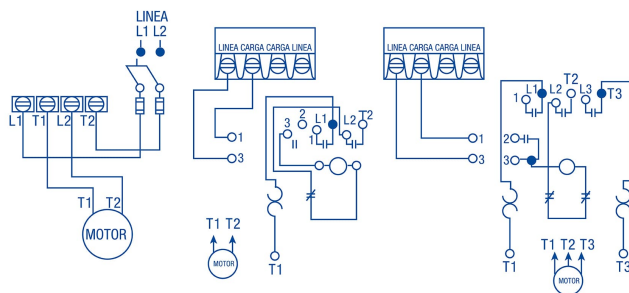 LINEA
L1 L2
L1 T1 L2 T2
T1 T2
MOTOR
LINEA CARGA CARGA LINEA
1
3
2
3
1
L1
L2
T2
T1 T2
MOTOR
T1
LINEA CARGA CARGA LINEA
1
3
1
L1
L2
T2
L3
T3
2
3
T1
T1 T2 T3
MOTOR
T3